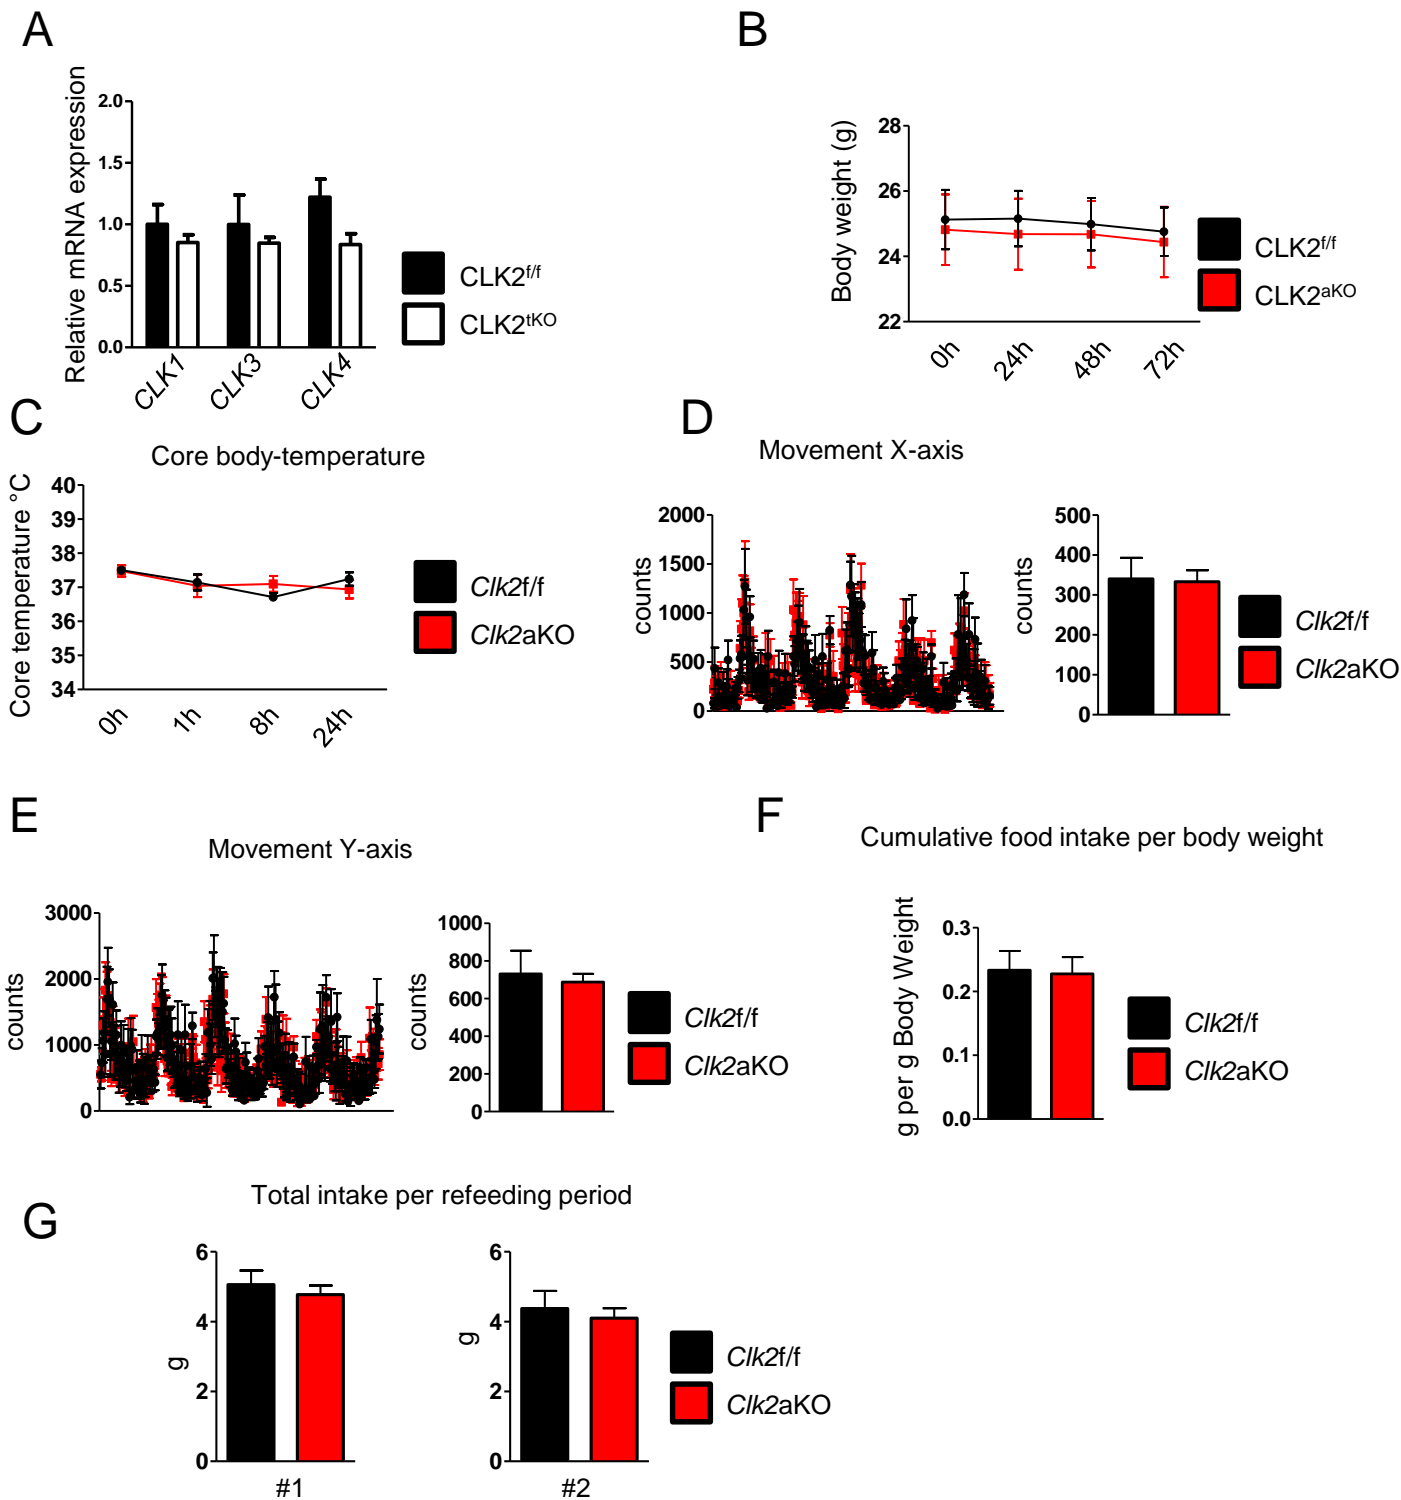 A
Relative mRNA expression
2.0
1.5
1.0
0.5
0.0
CLK1
CLK3
CLK4
CLK2f/f
CLK2tKO
B
Body weight (g)
28
26
24
22
0h
24h
48h
72h
CLK2f/f
CLK2aKO
C
Core body-temperature
Core temperature °C
40
39
38
37
36
35
34
0h
1h
8h
24h
Clk2f/f
Clk2aKO
D
Movement X-axis
counts
2000
1500
1000
500
0
counts
500
400
300
200
100
0
Clk2f/f
Clk2aKO
E
Movement Y-axis
counts
3000
2000
1000
0
counts
1000
800
600
400
200
0
Clk2f/f
Clk2aKO
F
Cumulative food intake per body weight
g per g Body Weight
0.3
0.2
0.1
0.0
Clk2f/f
Clk2aKO
G
Total intake per refeeding period
g
6
4
2
0
#1
g
6
4
2
0
#2
Clk2f/f
Clk2aKO